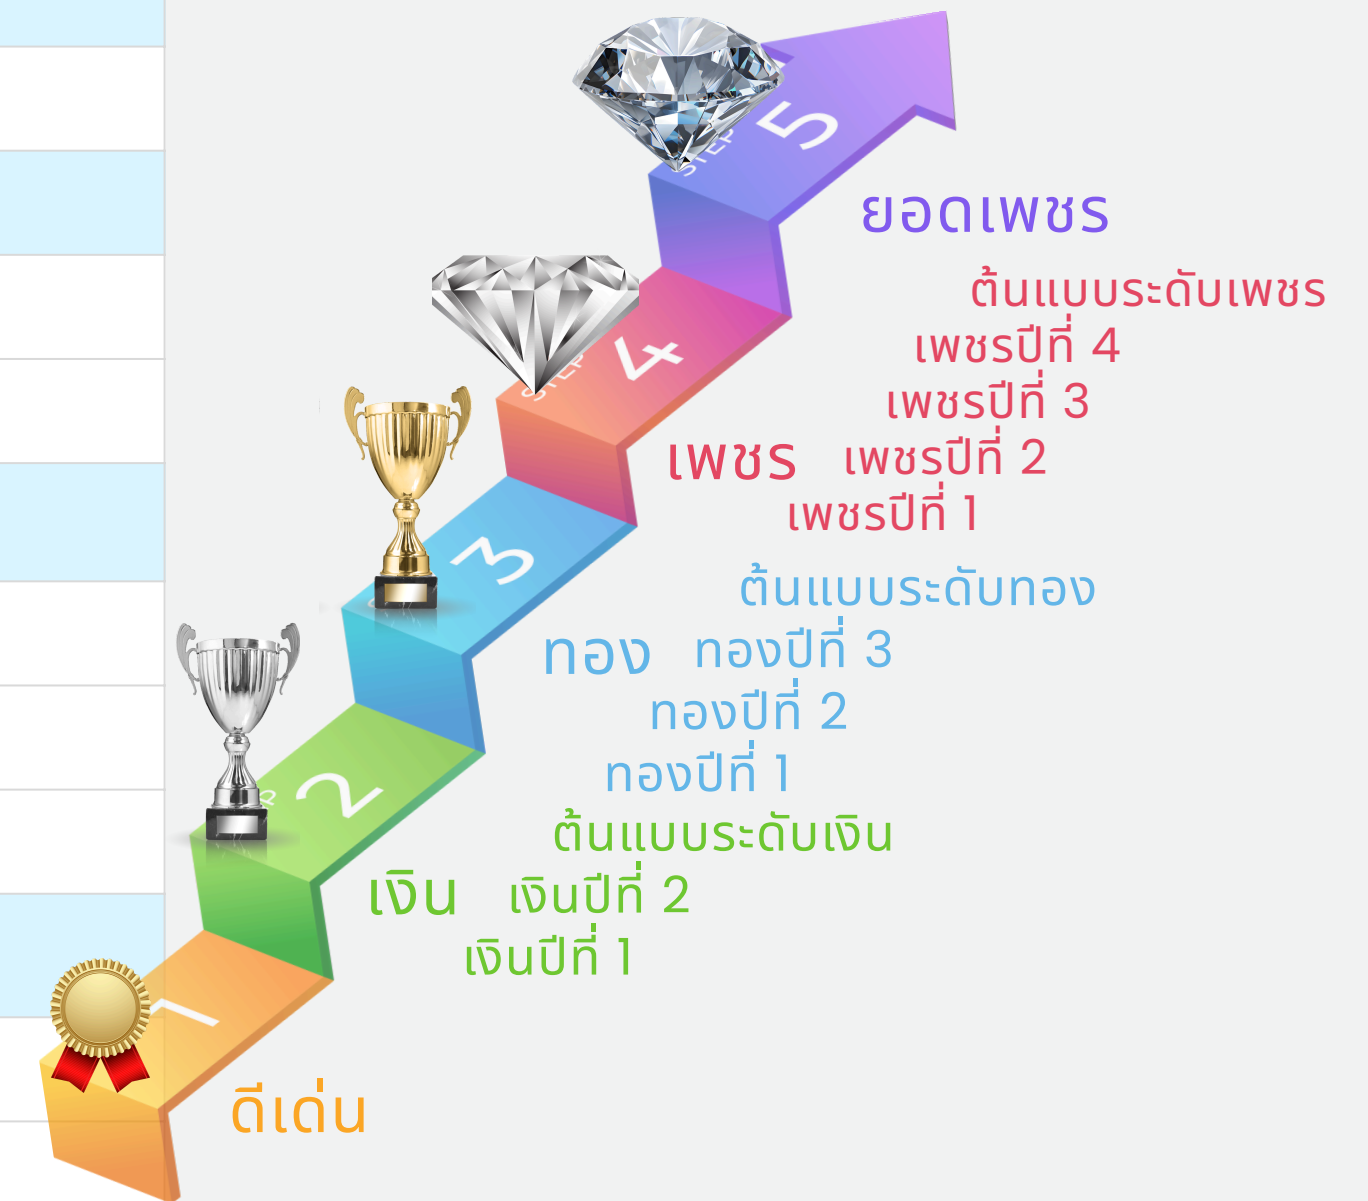 STEP 5
ยอดเพชร
ต้นแบบระดับเพชร
เพชรปีที่ 4
เพชรปีที่ 3
STEP 4
เพชร เพชรปีที่ 2
เพชรปีที่ 1
3
ต้นแบบระดับทอง
ทอง ทองปีที่ 3
ทองปีที่ 2
ทองปีที่ 1
2
ต้นแบบระดับเงิน
เงิน เงินปีที่ 2
เงินปีที่ 1
1
ดีเด่น